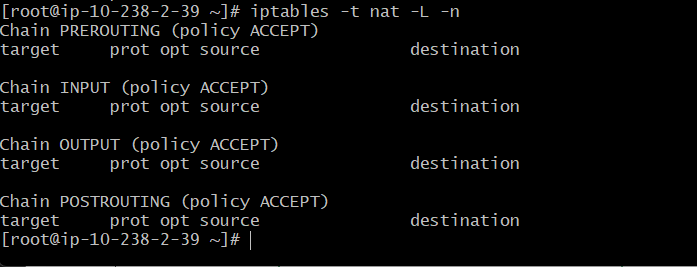 [root@ip-10-238-2-39 ~]# iptables -t nat -L -n
Chain PREROUTING (policy ACCEPT)
target     prot opt source               destination

Chain INPUT (policy ACCEPT)
target     prot opt source               destination

Chain OUTPUT (policy ACCEPT)
target     prot opt source               destination

Chain POSTROUTING (policy ACCEPT)
target     prot opt source               destination
[root@ip-10-238-2-39 ~]#